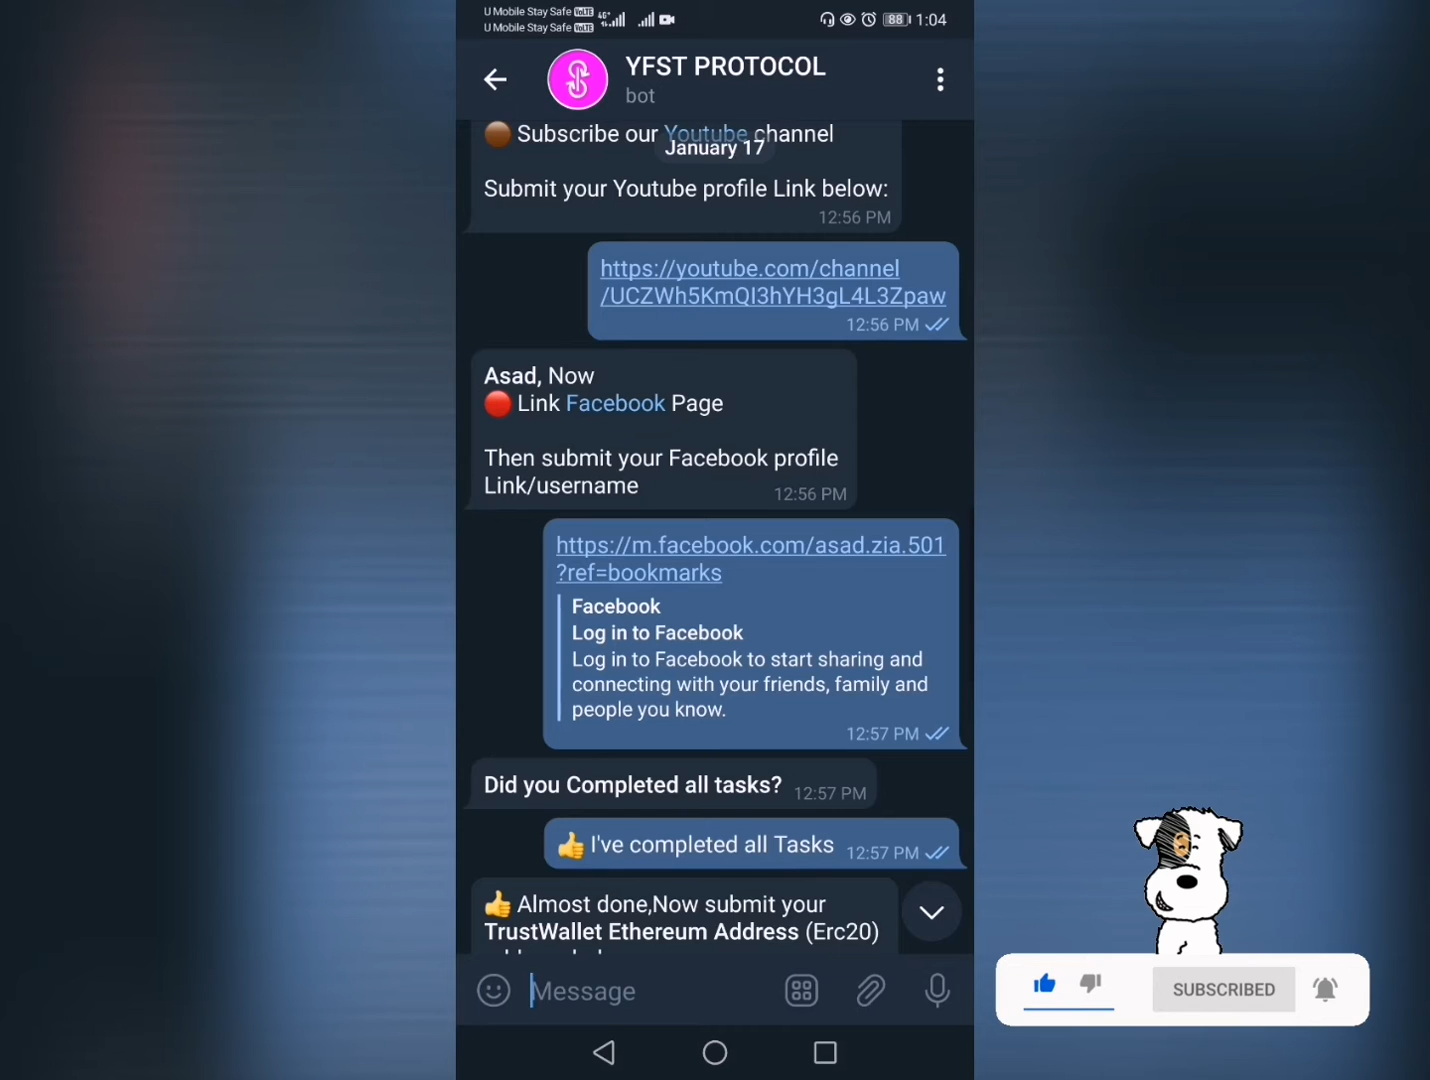 U Mobile Stay Safe VoLTE
U Mobile Stay Safe VoLTE
4G
88 1:04
YFST PROTOCOL
bot
Subscribe our Youtube channel
January 17
Submit your Youtube profile Link below:
12:56 PM
https://youtube.com/channel
/UCZWh5KmQI3hYH3gL4L3Zpaw
12:56 PM
Asad, Now
Link Facebook Page
Then submit your Facebook profile
Link/username
12:56 PM
https://m.facebook.com/asad.zia.501
?ref=bookmarks
Facebook
Log in to Facebook
Log in to Facebook to start sharing and
connecting with your friends, family and
people you know.
12:57 PM
Did you Completed all tasks? 12:57 PM
I've completed all Tasks 12:57 PM
Almost done,Now submit your
TrustWallet Ethereum Address (Erc20)
Message
SUBSCRIBED